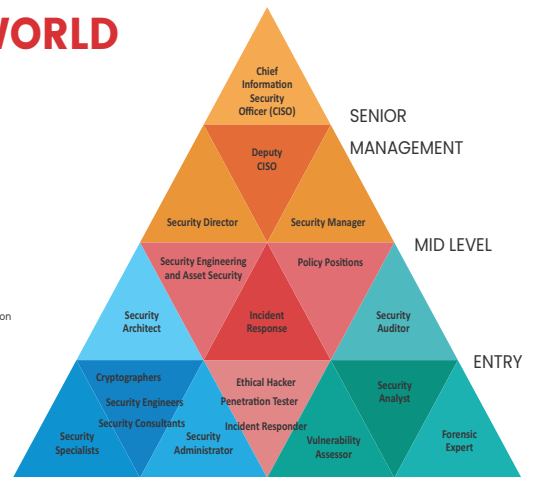 WORLD
Chief
Information
Security
Officer (CISO)
SENIOR
MANAGEMENT
Deputy
CISO
Security Director
Security Manager
MID LEVEL
Security Engineering
and Asset Security
Policy Positions
Security
Architect
Incident
Response
Security
Auditor
on
ENTRY
Cryptographers
Security Engineers
Security Consultants
Security
Specialists
Security
Administrator
Ethical Hacker
Penetration Tester
Incident Responder
Vulnerability
Assessor
Security
Analyst
Forensic
Expert